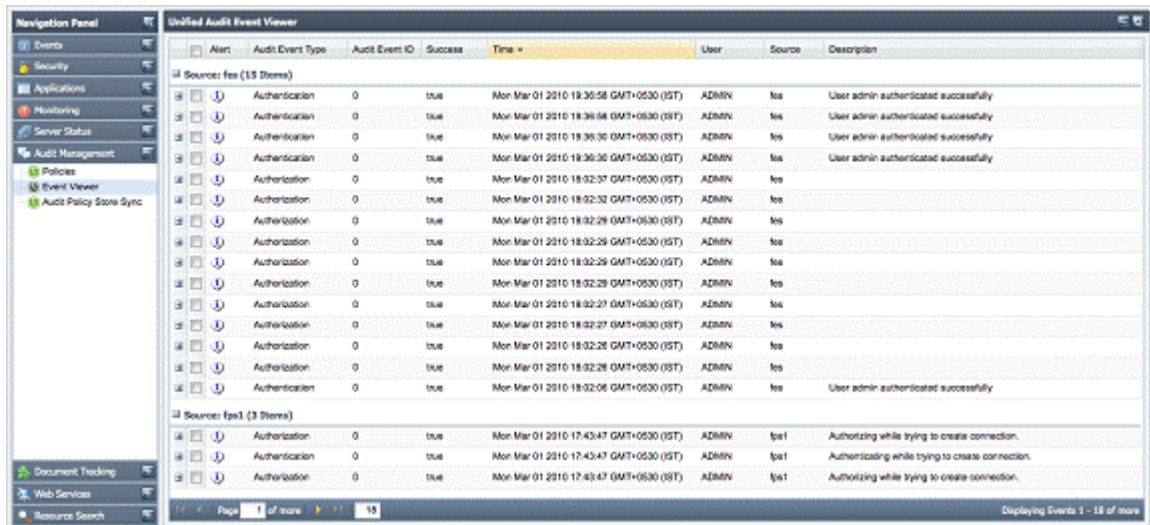 Navigation Panel
Events
Security
Applications
Monitoring
Server Status
Audit Management
Policies
Event Viewer
Audit Policy Store Sync
Document Tracking
Web Services
Resource Search
Unified Audit Event Viewer
Alert Audit Event Type Audit Event ID Success Time User Source Description
Source: fes (15 Items)
Authentication 0 true Mon Mar 01 2010 19:36:58 GMT+0530 (IST) ADMIN fes User admin authenticated successfully
Authentication 0 true Mon Mar 01 2010 19:36:58 GMT+0530 (IST) ADMIN fes User admin authenticated successfully
Authentication 0 true Mon Mar 01 2010 19:36:30 GMT+0530 (IST) ADMIN fes User admin authenticated successfully
Authentication 0 true Mon Mar 01 2010 19:36:30 GMT+0530 (IST) ADMIN fes User admin authenticated successfully
Authorization 0 true Mon Mar 01 2010 18:02:37 GMT+0530 (IST) ADMIN fes
Authorization 0 true Mon Mar 01 2010 18:02:32 GMT+0530 (IST) ADMIN fes
Authorization 0 true Mon Mar 01 2010 18:02:29 GMT+0530 (IST) ADMIN fes
Authorization 0 true Mon Mar 01 2010 18:02:29 GMT+0530 (IST) ADMIN fes
Authorization 0 true Mon Mar 01 2010 18:02:29 GMT+0530 (IST) ADMIN fes
Authorization 0 true Mon Mar 01 2010 18:02:29 GMT+0530 (IST) ADMIN fes
Authorization 0 true Mon Mar 01 2010 18:02:27 GMT+0530 (IST) ADMIN fes
Authorization 0 true Mon Mar 01 2010 18:02:27 GMT+0530 (IST) ADMIN fes
Authorization 0 true Mon Mar 01 2010 18:02:26 GMT+0530 (IST) ADMIN fes
Authorization 0 true Mon Mar 01 2010 18:02:26 GMT+0530 (IST) ADMIN fes
Authentication 0 true Mon Mar 01 2010 18:02:06 GMT+0530 (IST) ADMIN fes User admin authenticated successfully
Source: fps1 (3 Items)
Authorization 0 true Mon Mar 01 2010 17:43:47 GMT+0530 (IST) ADMIN fps1 Authorizing while trying to create connection.
Authentication 0 true Mon Mar 01 2010 17:43:47 GMT+0530 (IST) ADMIN fps1 Authenticating while trying to create connection.
Authorization 0 true Mon Mar 01 2010 17:43:47 GMT+0530 (IST) ADMIN fps1 Authorizing while trying to create connection.
Page 1 of more 18 Displaying Events 1 - 18 of more